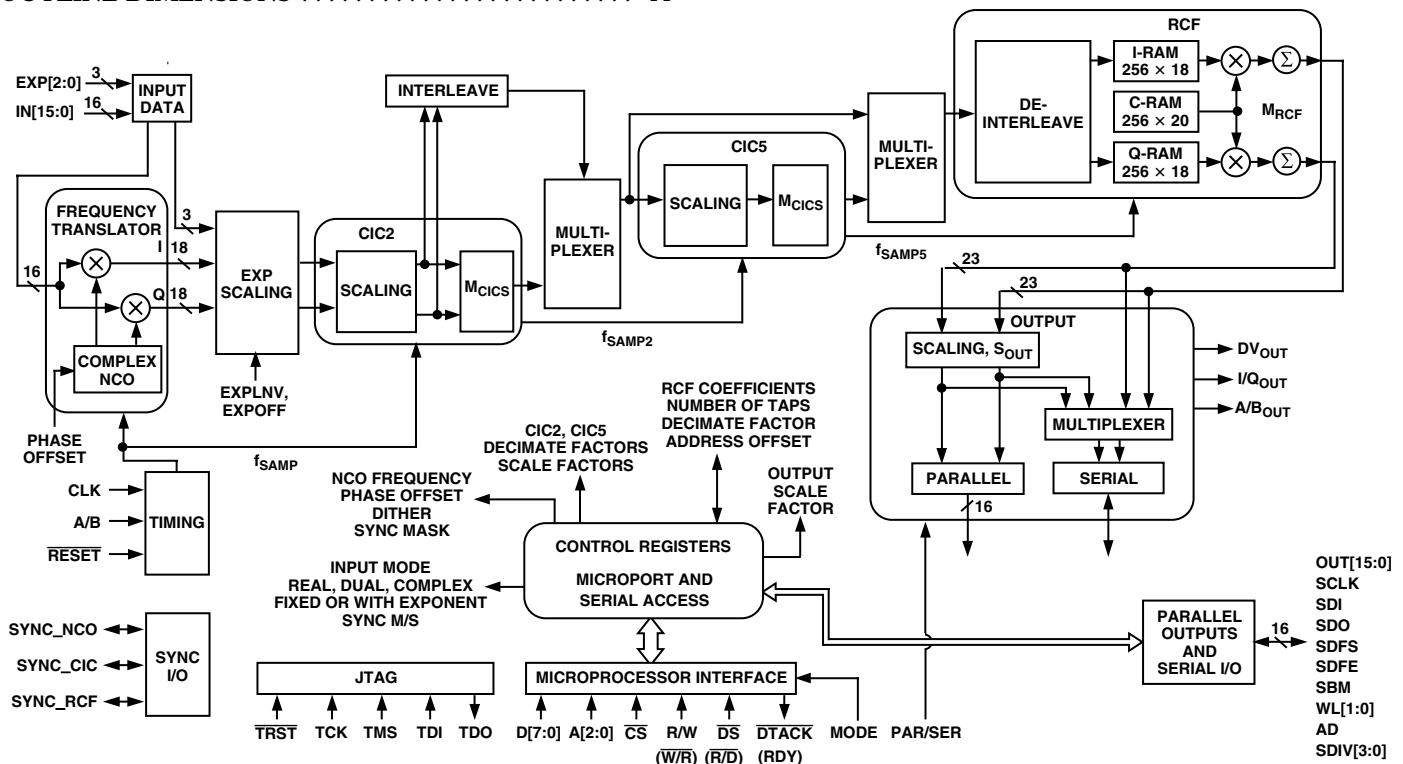 RCF
EXP[2:0]
3
IN[15:0]
16
INPUT
DATA
INTERLEAVE
DE-
INTERLEAVE
I-RAM
256 × 18
C-RAM
256 × 20
Q-RAM
256 × 18
Σ
Σ
MRCF
MULTI-
PLEXER
CIC5
SCALING
MCICS
FREQUENCY
TRANSLATOR
3
I
18
16
Q
18
COMPLEX
NCO
EXP
SCALING
CIC2
SCALING
MCICS
MULTI-
PLEXER
fSAMP5
fSAMP2
23
23
OUTPUT
SCALING, SOUT
MULTIPLEXER
PARALLEL
SERIAL
16
DVOUT
I/QOUT
A/BOUT
EXPLNV,
EXPOFF
PHASE
OFFSET
fSAMP
CLK
A/B
RESET
TIMING
CIC2, CIC5
DECIMATE FACTORS
SCALE FACTORS
RCF COEFFICIENTS
NUMBER OF TAPS
DECIMATE FACTOR
ADDRESS OFFSET
NCO FREQUENCY
PHASE OFFSET
DITHER
SYNC MASK
OUTPUT
SCALE
FACTOR
CONTROL REGISTERS
MICROPORT AND
SERIAL ACCESS
INPUT MODE
REAL, DUAL, COMPLEX
FIXED OR WITH EXPONENT
SYNC M/S
SYNC_NCO
SYNC_CIC
SYNC_RCF
SYNC
I/O
JTAG
TRST TCK TMS TDI TDO
MICROPROCESSOR INTERFACE
D[7:0] A[2:0] CS R/W DS DTACK MODE PAR/SER
(W/R) (R/D) (RDY)
PARALLEL
OUTPUTS
AND
SERIAL I/O
16
OUT[15:0]
SCLK
SDI
SDO
SDFS
SDFE
SBM
WL[1:0]
AD
SDIV[3:0]